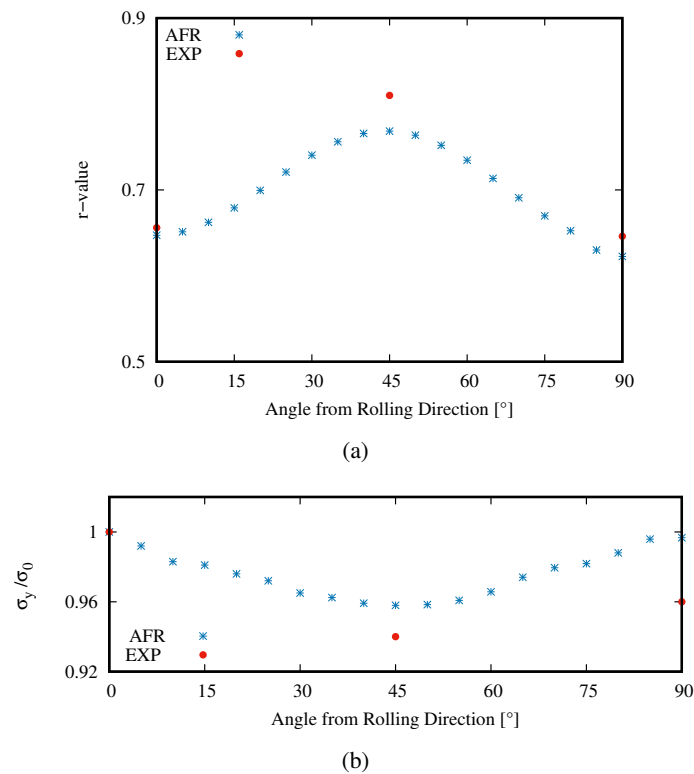 0.9
AFR
EXP
0.7
r−value
0.5
0 15 30 45 60 75 90
Angle from Rolling Direction [°]
(a)
1
σy/σ0
0.96
AFR
EXP
0.92
0 15 30 45 60 75 90
Angle from Rolling Direction [°]
(b)